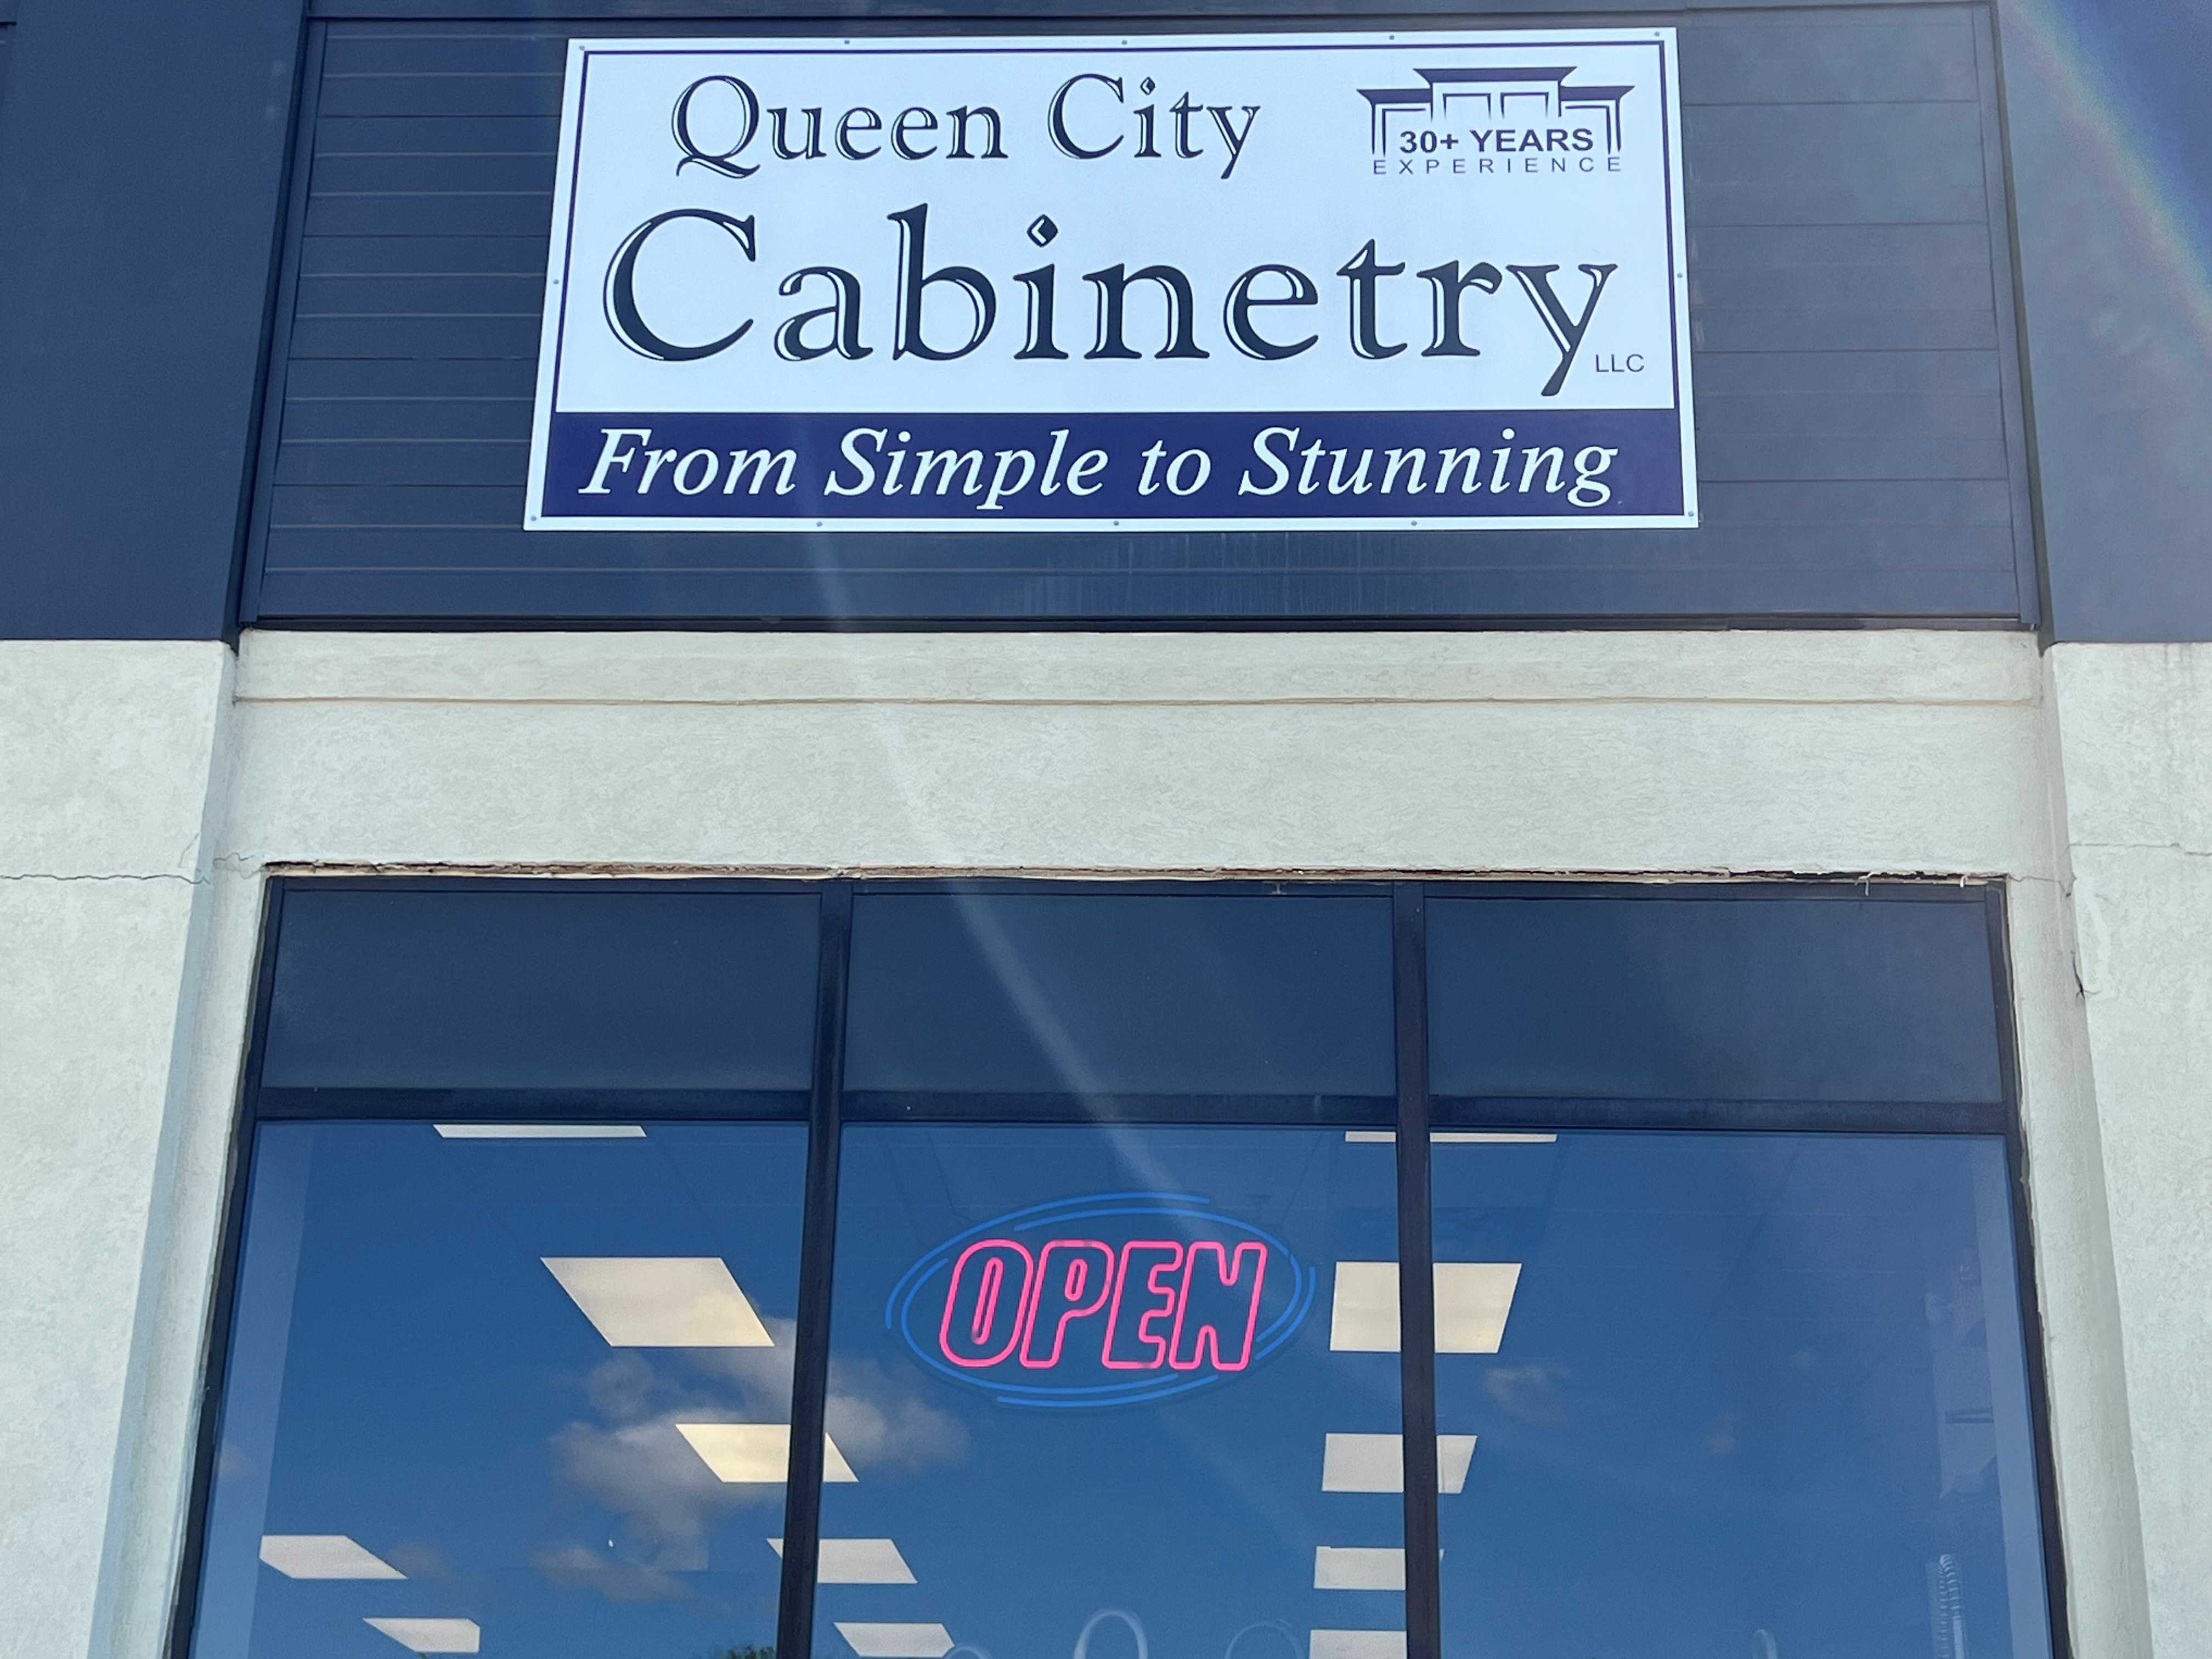 Queen City
30+ YEARS
EXPERIENCE
Cabinetry
LLC
From Simple to Stunning
OPEN